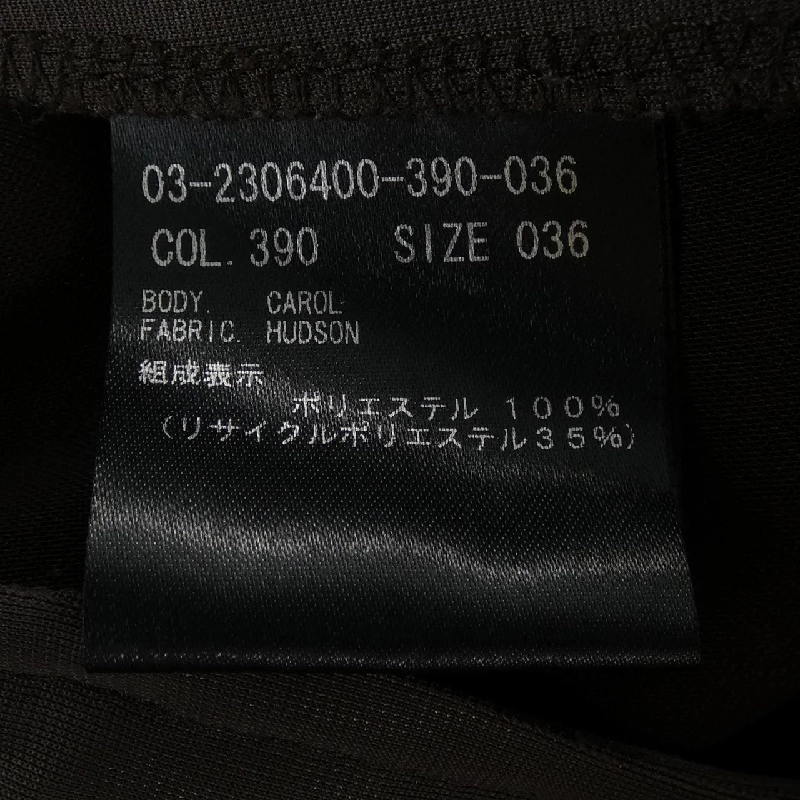 03-2306400-390-036
COL. 390 SIZE 036
BODY. CAROL
FABRIC. HUDSON
組成表示
ポリエステル １００％
（リサイクルポリエステル３５％）